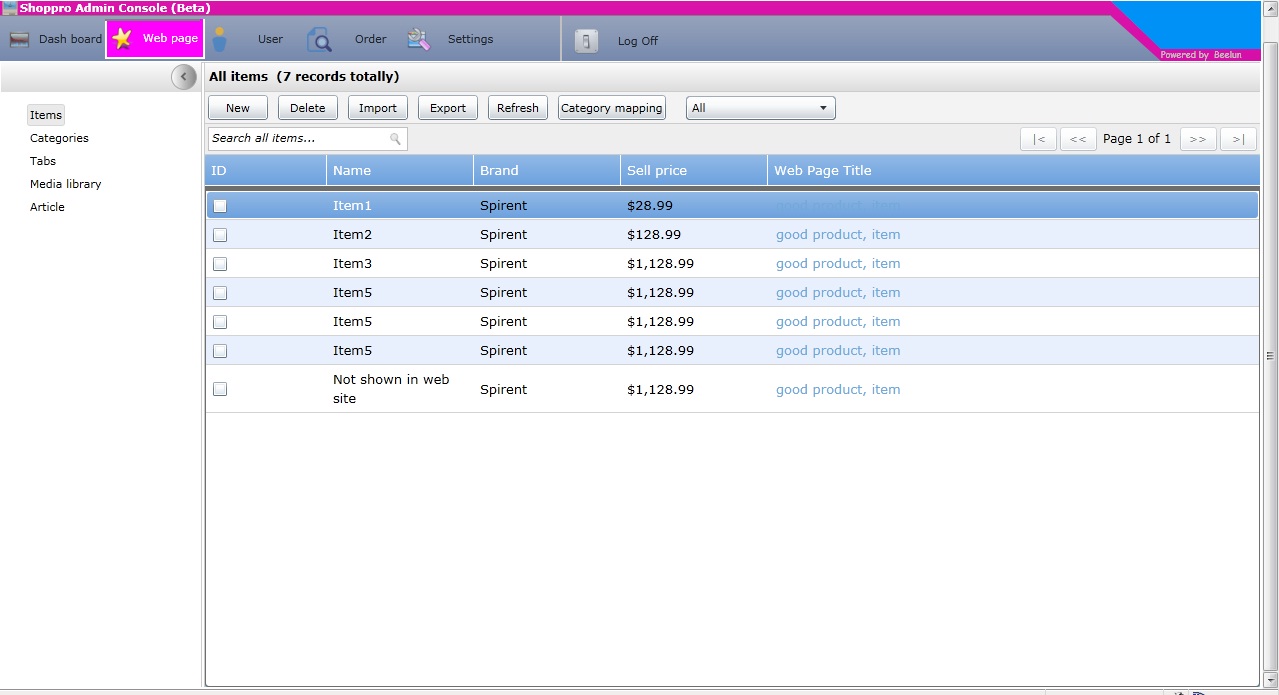 Shoppro Admin Console (Beta)
Dash board Web page User Order Settings Log Off
Powered by Beelun
All items (7 records totally)
New Delete Import Export Refresh Category mapping All
Search all items... |< << Page 1 of 1 >> >|
Items
Categories
Tabs
Media library
Article
ID Name Brand Sell price Web Page Title
Item1 Spirent $28.99 good product, item
Item2 Spirent $128.99 good product, item
Item3 Spirent $1,128.99 good product, item
Item5 Spirent $1,128.99 good product, item
Item5 Spirent $1,128.99 good product, item
Item5 Spirent $1,128.99 good product, item
Not shown in web
site Spirent $1,128.99 good product, item